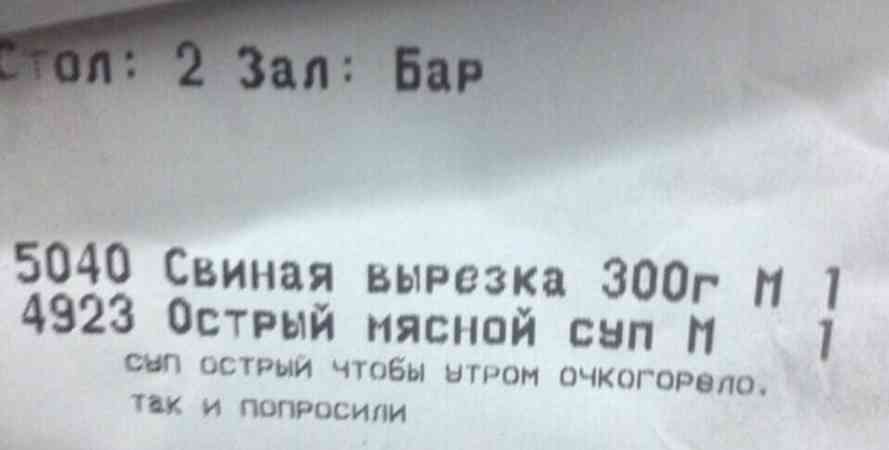 Стол: 2 Зал: Бар
5040 Свиная вырезка 300г М 1
4923 Острый мясной суп М 1
суп острый чтобы утром очкогорело.
так и попросили